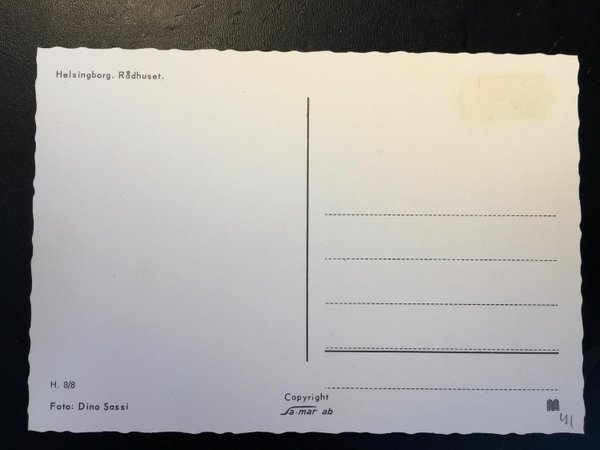 Helsingborg. Rådhuset.
H. 8/8
Foto: Dino Sassi
Copyright
Sa-mar ab